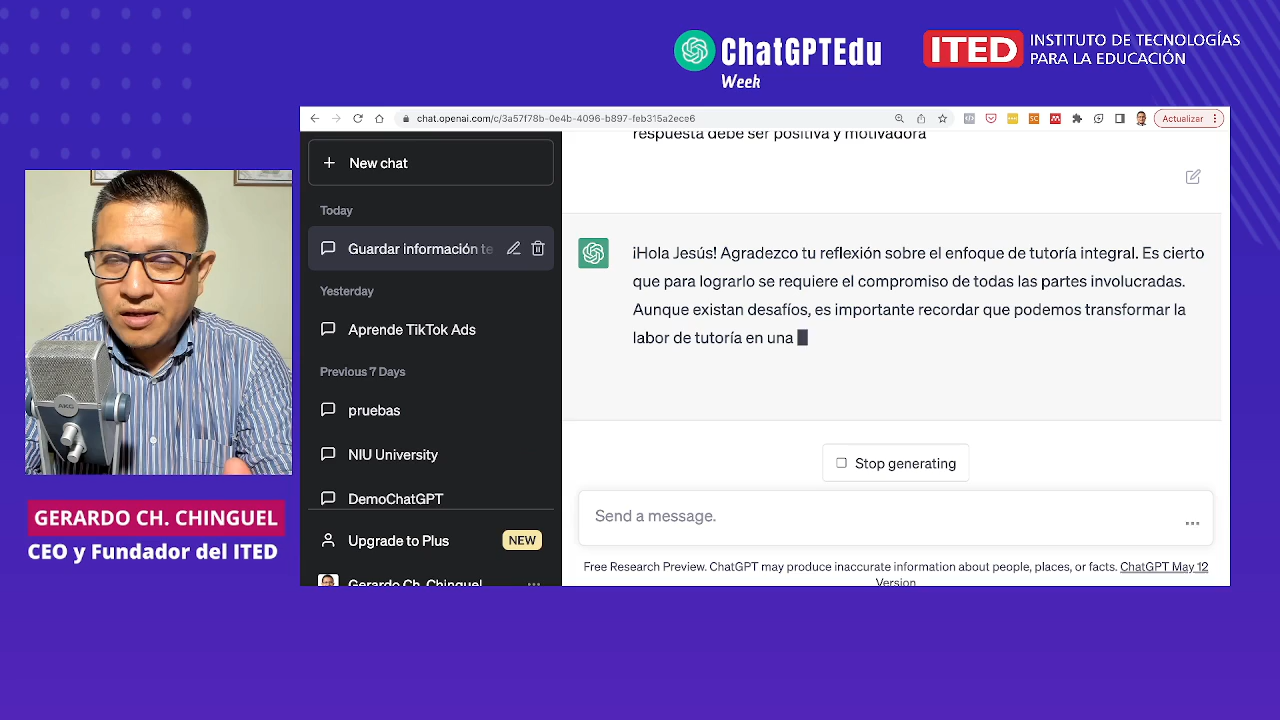 ChatGPTEdu
Week
ITED
INSTITUTO DE TECNOLOGÍAS
PARA LA EDUCACIÓN
chat.openai.com/c/3a57f78b-0e4b-4096-b897-feb315a2ece6
SC
M
Actualizar
New chat
Today
Guardar información te
Yesterday
Aprende TikTok Ads
Previous 7 Days
pruebas
NIU University
DemoChatGPT
Upgrade to Plus
NEW
Gerardo Ch. Chinguel
respuesta debe ser positiva y motivadora
¡Hola Jesús! Agradezco tu reflexión sobre el enfoque de tutoría integral. Es cierto
que para lograrlo se requiere el compromiso de todas las partes involucradas.
Aunque existan desafíos, es importante recordar que podemos transformar la
labor de tutoría en una
Stop generating
Send a message.
Free Research Preview. ChatGPT may produce inaccurate information about people, places, or facts. ChatGPT May 12
Version
AKG
GERARDO CH. CHINGUEL
CEO y Fundador del ITED